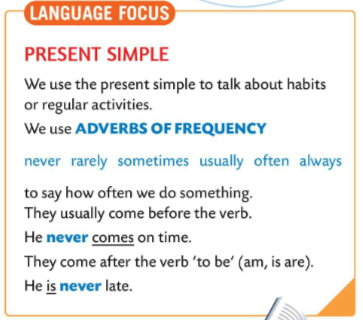 LANGUAGE FOCUS
PRESENT SIMPLE
We use the present simple to talk about habits
or regular activities.
We use ADVERBS OF FREQUENCY
never rarely sometimes usually often always
to say how often we do something.
They usually come before the verb.
He never comes on time.
They come after the verb ‘to be’ (am, is are).
He is never late.